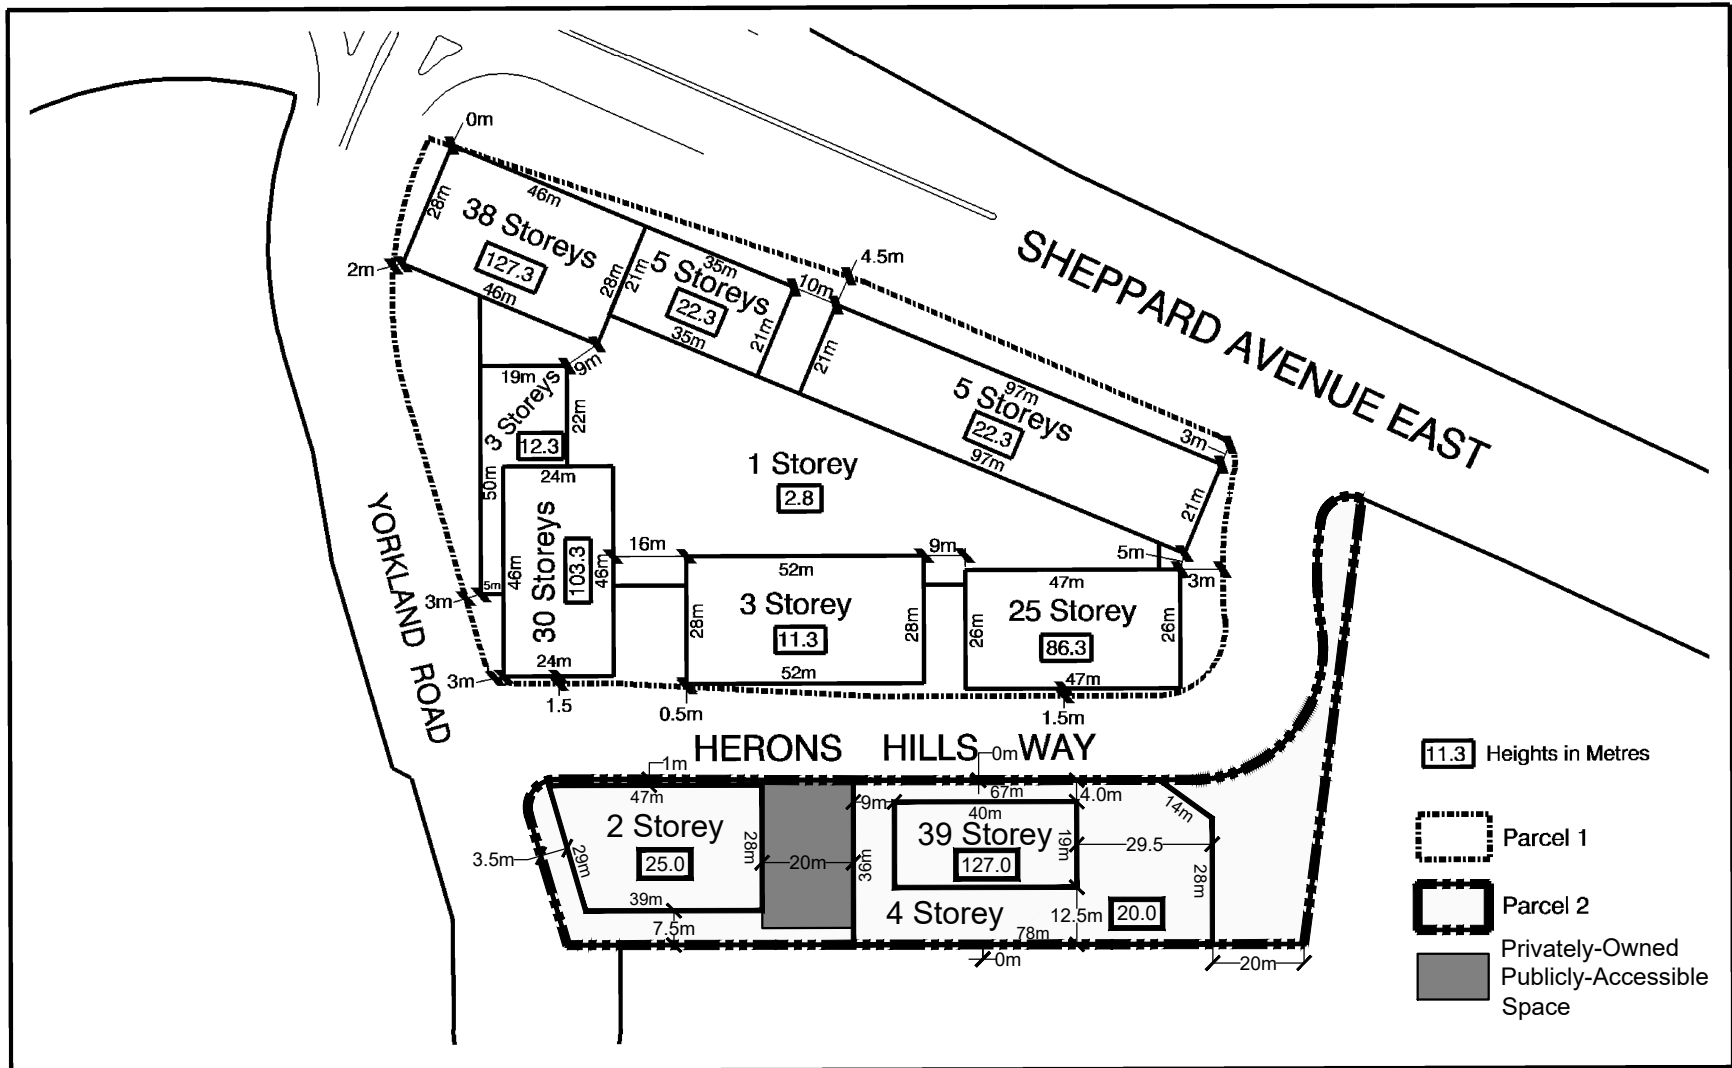 0m
46m
28m
38 Storeys
127.3
2m
46m
28m
21m
35m
5 Storeys
22.3
35m
21m
10m
4.5m
21m
SHEPPARD AVENUE EAST
97m
5 Storeys
22.3
97m
3m
21m
9m
19m
3 Storeys
12.3
22m
50m
1 Storey
2.8
24m
30 Storeys
103.3
46m
46m
24m
5m
3m
3m
1.5
YORKLAND ROAD
16m
52m
3 Storey
11.3
28m
28m
52m
0.5m
9m
5m
3m
47m
25 Storey
86.3
26m
26m
47m
1.5m
HERONS HILLS WAY
1m
47m
2 Storey
25.0
28m
29m
3.5m
39m
7.5m
20m
36m
9m
0m
67m
4.0m
14m
40m
39 Storey
127.0
19m
29.5
28m
4 Storey
12.5m
20.0
78m
0m
20m
11.3 Heights in Metres
Parcel 1
Parcel 2
Privately-Owned
Publicly-Accessible
Space